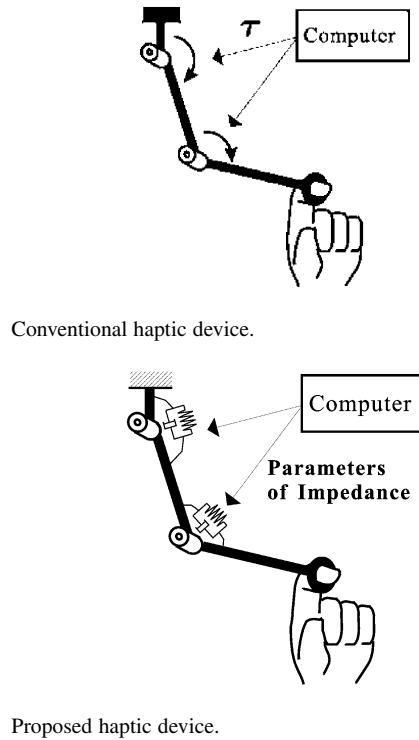 τ
Computer
Conventional haptic device.
Computer
Parameters
of Impedance
Proposed haptic device.